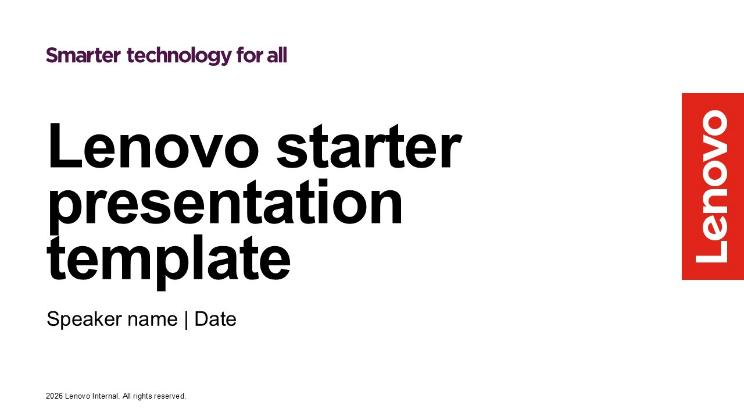 Smarter technology for all
Lenovo starter
presentation
template
Speaker name | Date
2026 Lenovo Internal. All rights reserved.
Lenovo